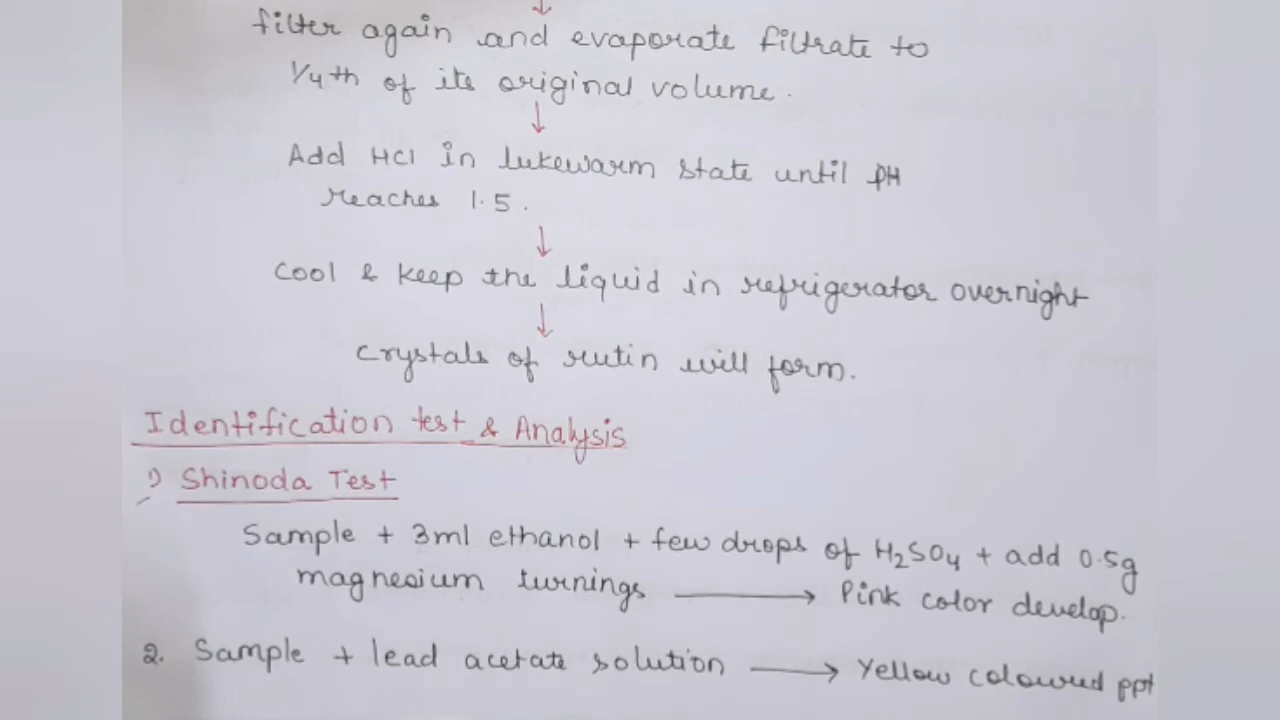 ↓
filter again and evaporate filtrate to
1/4th of its original volume.
↓
Add HCl in lukewarm state until pH
reaches 1.5.
↓
Cool & keep the liquid in refrigerator overnight
↓
Crystals of rutin will form.
Identification test & Analysis
1) Shinoda Test
Sample + 3ml ethanol + few drops of H₂SO₄ + add 0.5g
magnesium turnings ⟶ Pink color develop.
2. Sample + lead acetate solution ⟶ Yellow coloured ppt